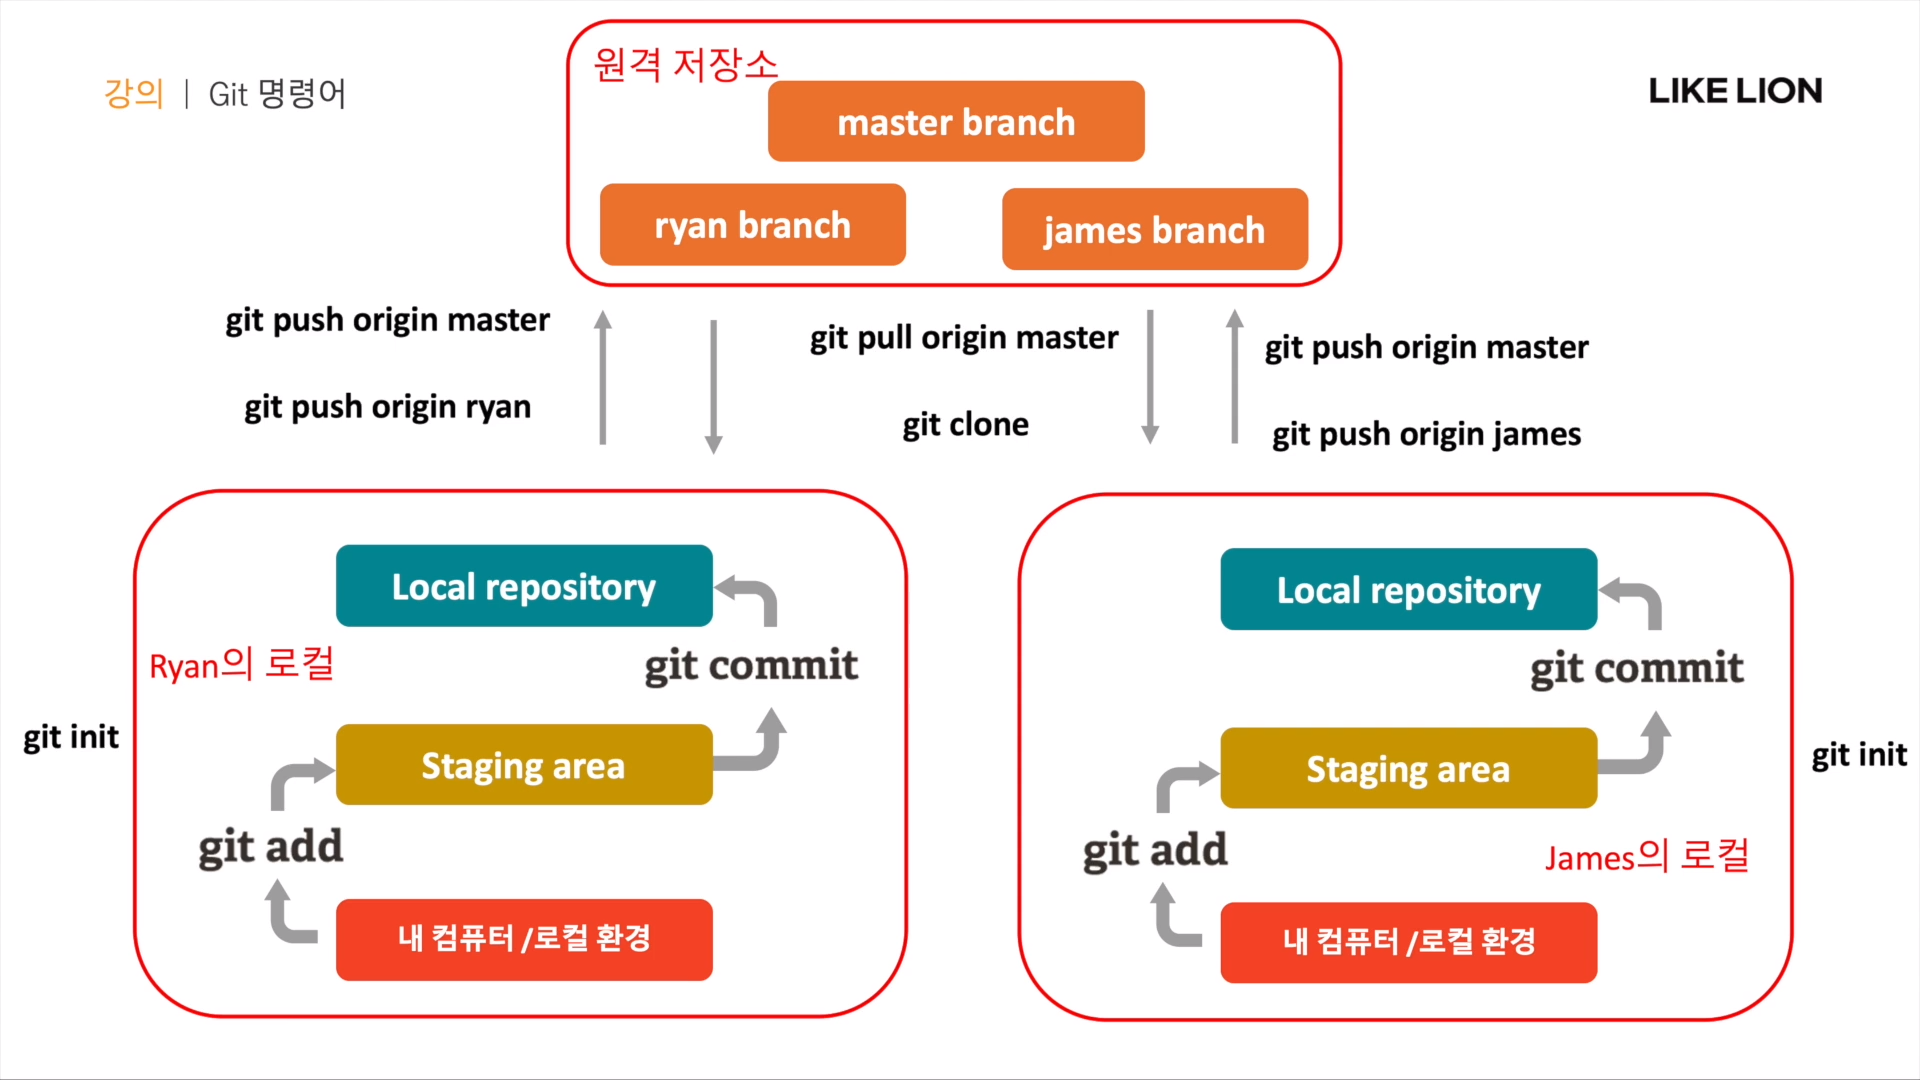 강의 | Git 명령어
LIKE LION
원격 저장소
master branch
ryan branch
james branch
git push origin master
git push origin ryan
git pull origin master
git clone
git push origin master
git push origin james
Local repository
Ryan의 로컬
git commit
git init
Staging area
git add
내 컴퓨터 /로컬 환경
Local repository
git commit
Staging area
git init
git add
James의 로컬
내 컴퓨터 /로컬 환경